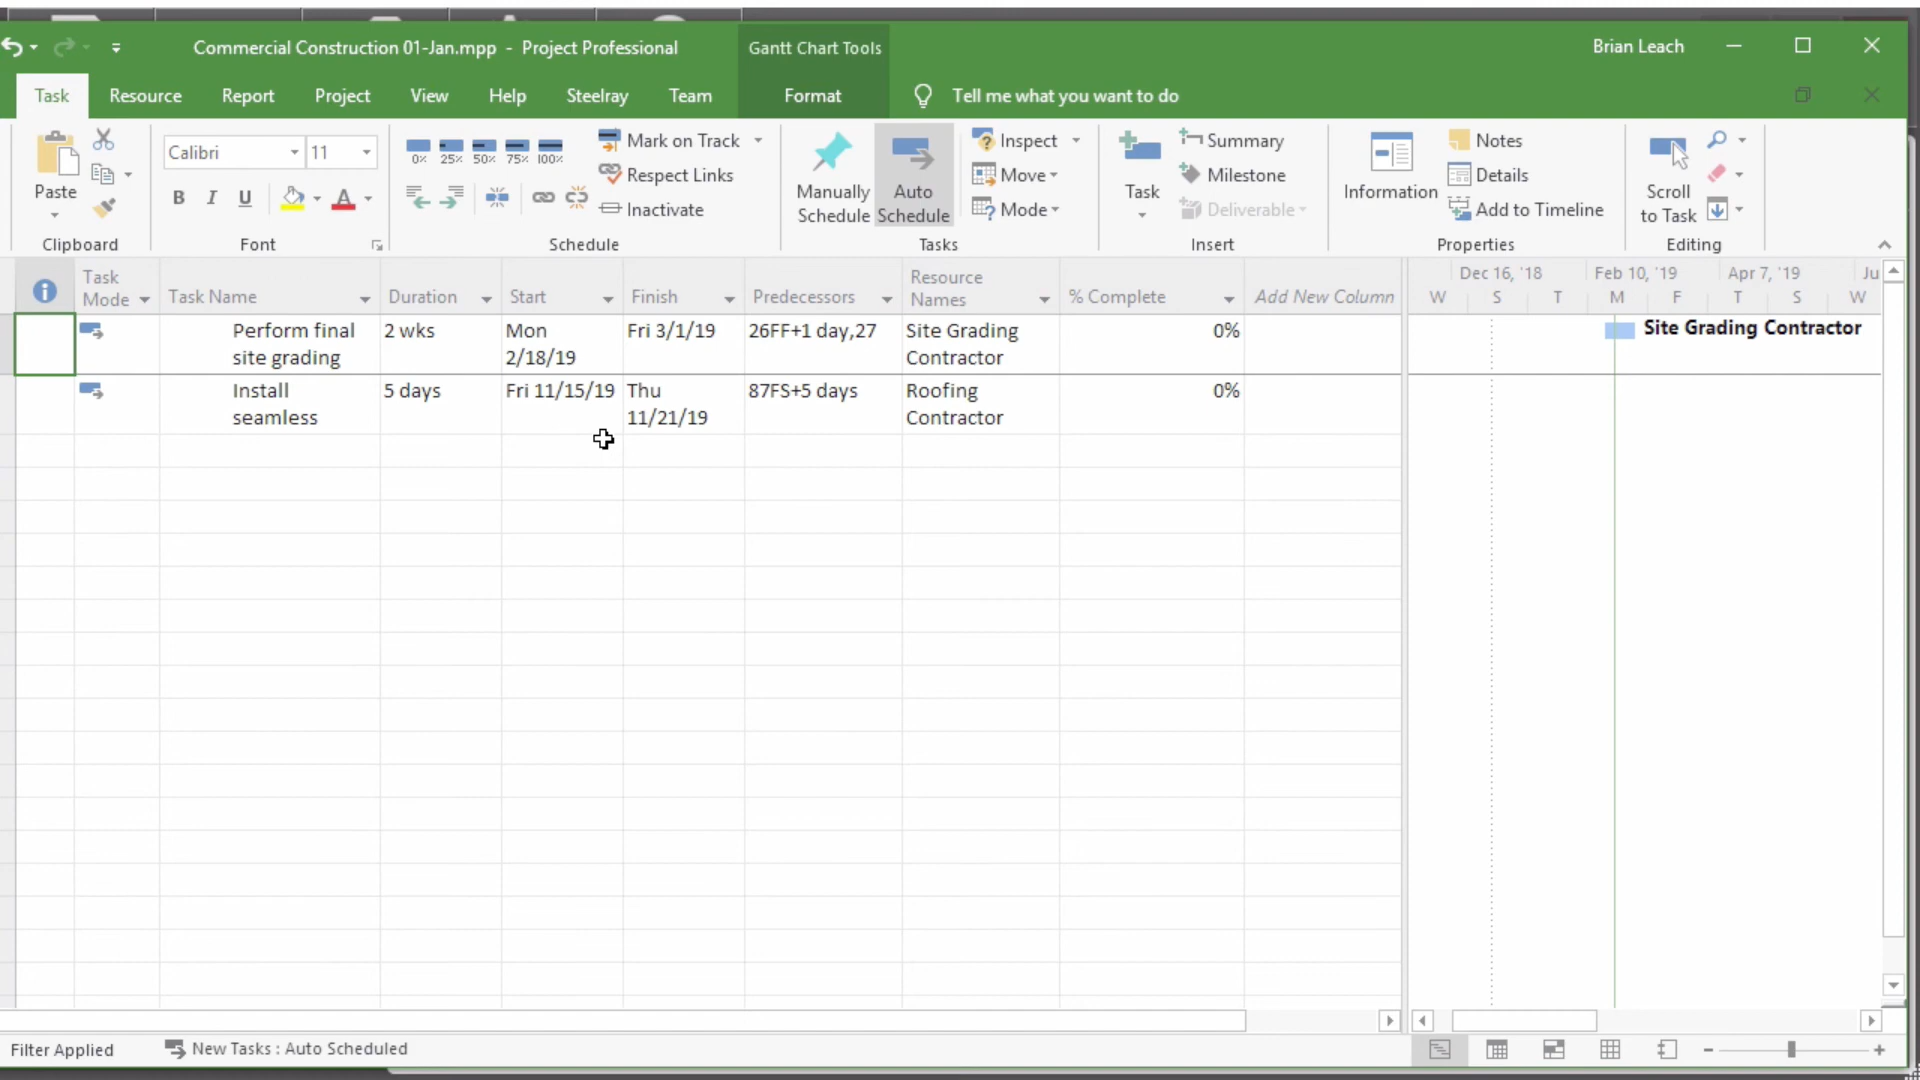 Commercial Construction 01-Jan.mpp - Project Professional
Gantt Chart Tools
Brian Leach
Task Resource Report Project View Help Steelray Team Format Tell me what you want to do
Paste
Clipboard
Calibri 11
B I U A
Font
0% 25% 50% 75% 100%
Mark on Track
Respect Links
Inactivate
Schedule
Manually Schedule
Auto Schedule
Inspect
Move
Mode
Tasks
Task
Summary
Milestone
Deliverable
Insert
Information
Notes
Details
Add to Timeline
Properties
Scroll to Task
Editing
Task Mode Task Name Duration Start Finish Predecessors Resource Names % Complete Add New Column
Dec 16, '18 Feb 10, '19 Apr 7, '19 Ju
W S T M F T S W
Perform final site grading 2 wks Mon 2/18/19 Fri 3/1/19 26FF+1 day,27 Site Grading Contractor 0%
Site Grading Contractor
Install seamless 5 days Fri 11/15/19 Thu 11/21/19 87FS+5 days Roofing Contractor 0%
Filter Applied New Tasks : Auto Scheduled